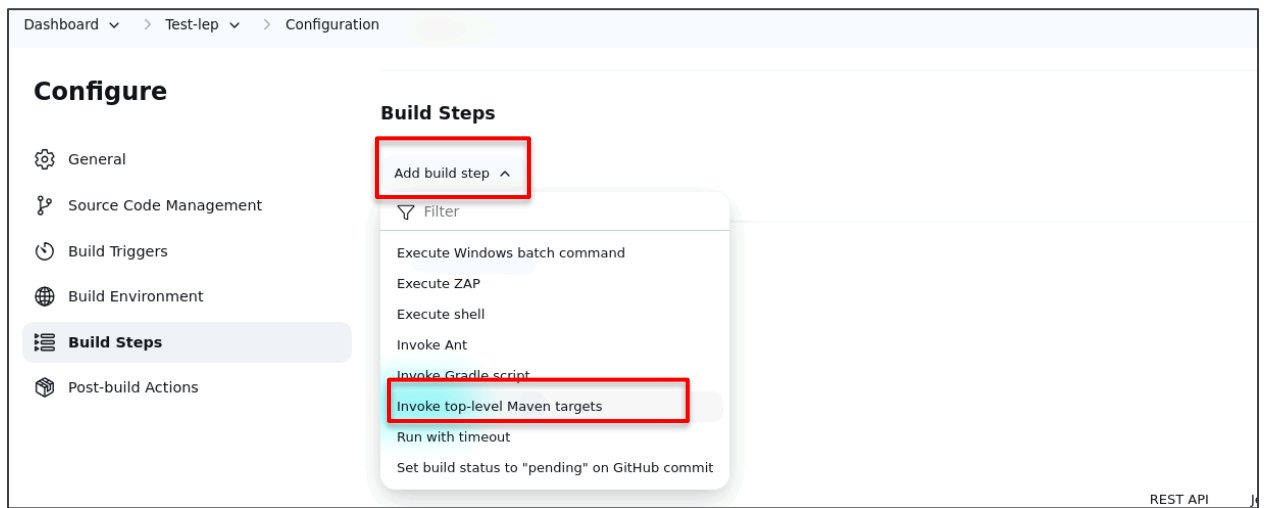 Dashboard > Test-lep > Configuration
Configure
General
Source Code Management
Build Triggers
Build Environment
Build Steps
Post-build Actions
Build Steps
Add build step
Filter
Execute Windows batch command
Execute ZAP
Execute shell
Invoke Ant
Invoke Gradle script
Invoke top-level Maven targets
Run with timeout
Set build status to "pending" on GitHub commit
REST API